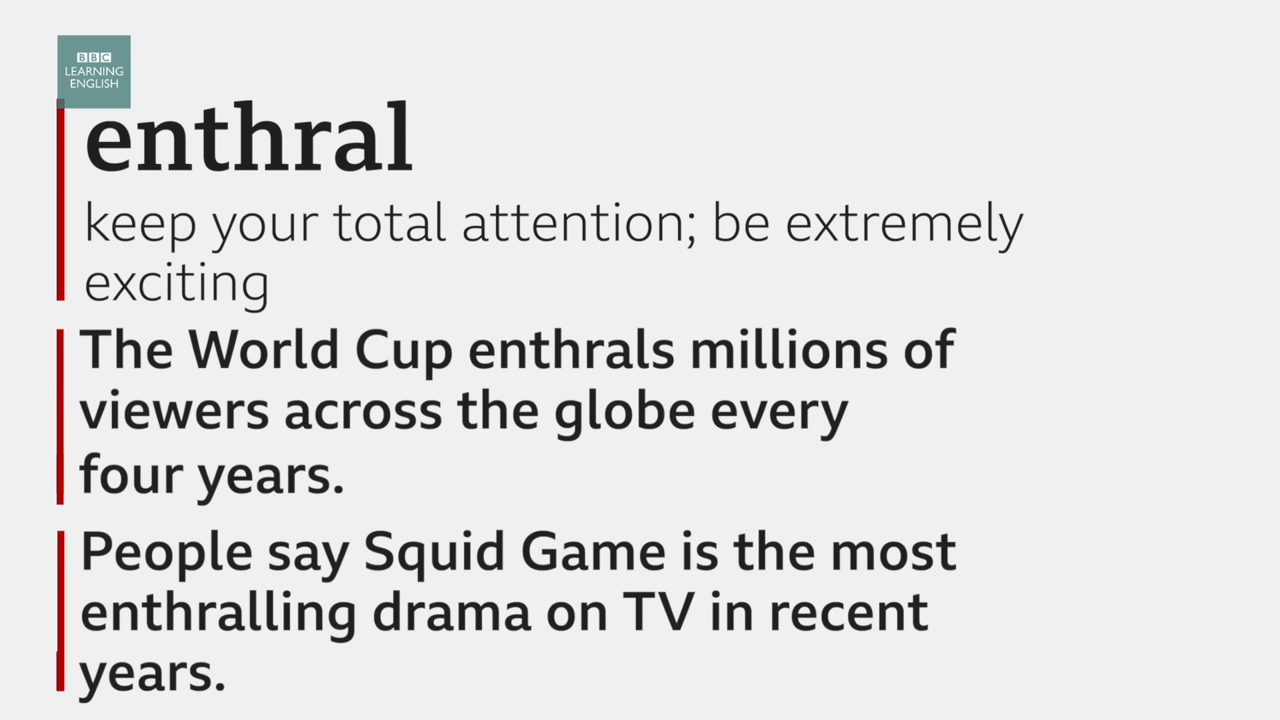 BBC
LEARNING
ENGLISH
enthral
keep your total attention; be extremely
exciting
The World Cup enthrals millions of
viewers across the globe every
four years.
People say Squid Game is the most
enthralling drama on TV in recent
years.